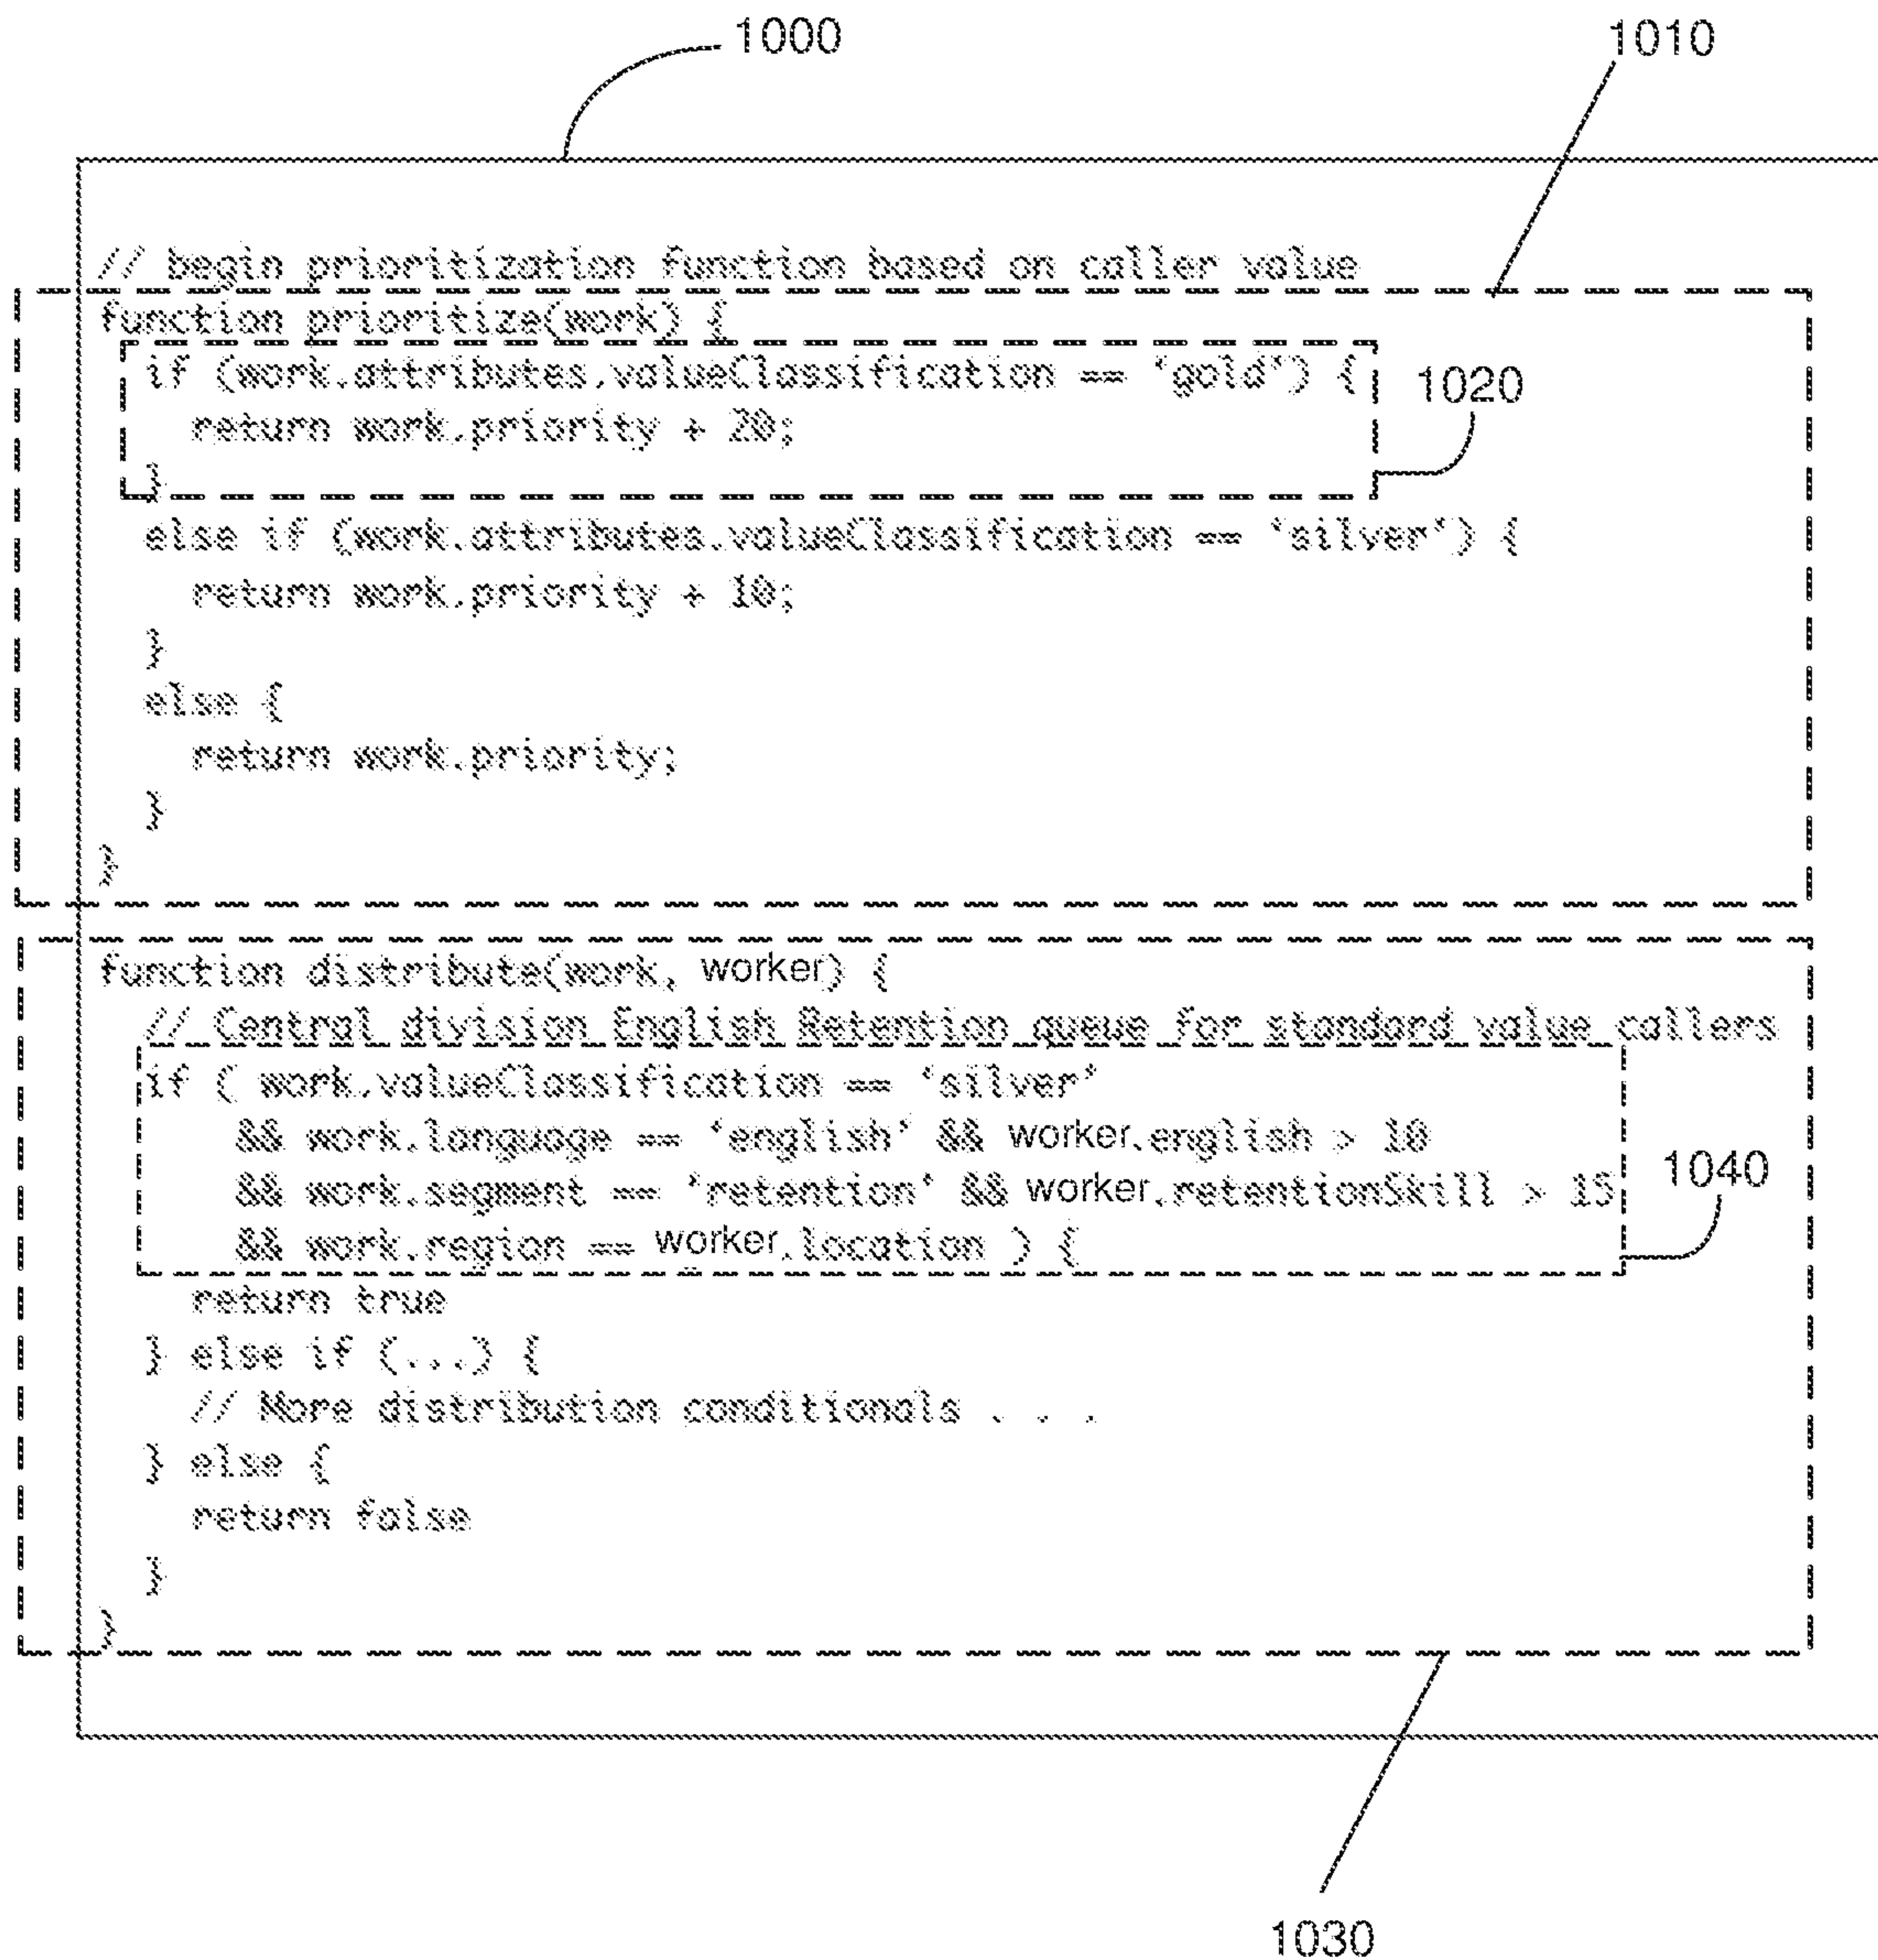 1000
1010
// begin prioritization function based on caller value
function prioritize(work) {
if (work.attributes.valueClassification == ‘gold’) {
1020
return work.priority + 20;
}
else if (work.attributes.valueClassification == ‘silver’) {
return work.priority + 10;
}
else {
return work.priority;
}
}
function distribute(work, worker) {
// Central division English Retention queue for standard value callers
if ( work.valueClassification == ‘silver’
&& work.language == ‘english’ && worker.english > 10
&& work.segment == ‘retention’ && worker.retentionSkill > 15
1040
&& work.region == worker.location ) {
return true
} else if (...) {
// More distribution conditionals . . .
} else {
return false
}
}
1030